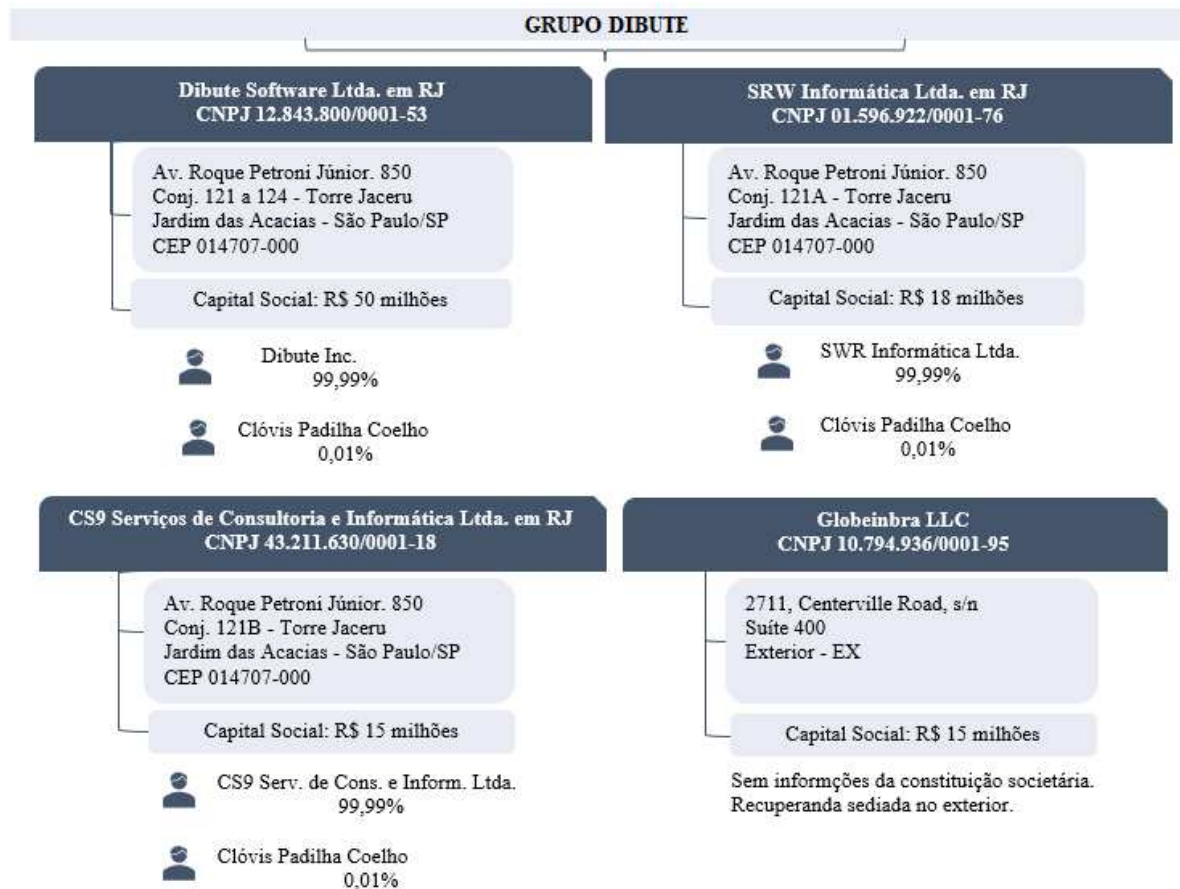 GRUPO DIBUTE
Dibute Software Ltda. em RJ
CNPJ 12.843.800/0001-53
Av. Roque Petroni Júnior. 850
Conj. 121 a 124 - Torre Jaceru
Jardim das Acacias - São Paulo/SP
CEP 014707-000
Capital Social: R$ 50 milhões
Dibute Inc.
99,99%
Clóvis Padilha Coelho
0,01%
SRW Informática Ltda. em RJ
CNPJ 01.596.922/0001-76
Av. Roque Petroni Júnior. 850
Conj. 121A - Torre Jaceru
Jardim das Acacias - São Paulo/SP
CEP 014707-000
Capital Social: R$ 18 milhões
SWR Informática Ltda.
99,99%
Clóvis Padilha Coelho
0,01%
CS9 Serviços de Consultoria e Informática Ltda. em RJ
CNPJ 43.211.630/0001-18
Av. Roque Petroni Júnior. 850
Conj. 121B - Torre Jaceru
Jardim das Acacias - São Paulo/SP
CEP 014707-000
Capital Social: R$ 15 milhões
CS9 Serv. de Cons. e Inform. Ltda.
99,99%
Clóvis Padilha Coelho
0,01%
Globeinbra LLC
CNPJ 10.794.936/0001-95
2711, Centerville Road, s/n
Suíte 400
Exterior - EX
Capital Social: R$ 15 milhões
Sem informções da constituição societária.
Recuperanda sediada no exterior.